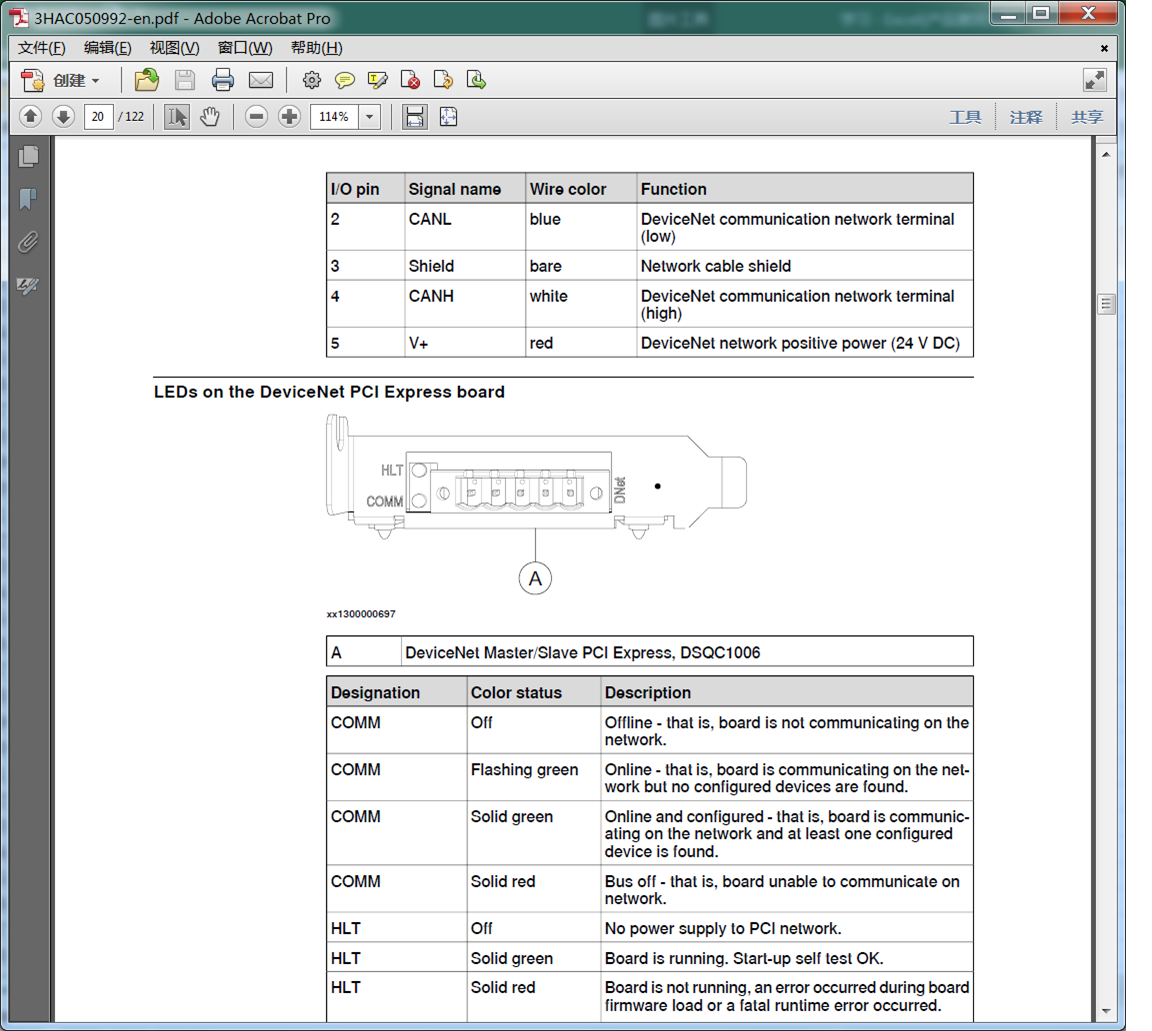 3HAC050992-en.pdf - Adobe Acrobat Pro
文件(F) 编辑(E) 视图(V) 窗口(W) 帮助(H)
创建
20 / 122 114% 工具 注释 共享
I/O pin Signal name Wire color Function
2 CANL blue DeviceNet communication network terminal
(low)
3 Shield bare Network cable shield
4 CANH white DeviceNet communication network terminal
(high)
5 V+ red DeviceNet network positive power (24 V DC)
LEDs on the DeviceNet PCI Express board
HLT
COMM
DNet
A
xx1300000697
A DeviceNet Master/Slave PCI Express, DSQC1006
Designation Color status Description
COMM Off Offline - that is, board is not communicating on the
network.
COMM Flashing green Online - that is, board is communicating on the net-
work but no configured devices are found.
COMM Solid green Online and configured - that is, board is communic-
ating on the network and at least one configured
device is found.
COMM Solid red Bus off - that is, board unable to communicate on
network.
HLT Off No power supply to PCI network.
HLT Solid green Board is running. Start-up self test OK.
HLT Solid red Board is not running, an error occurred during board
firmware load or a fatal runtime error occurred.